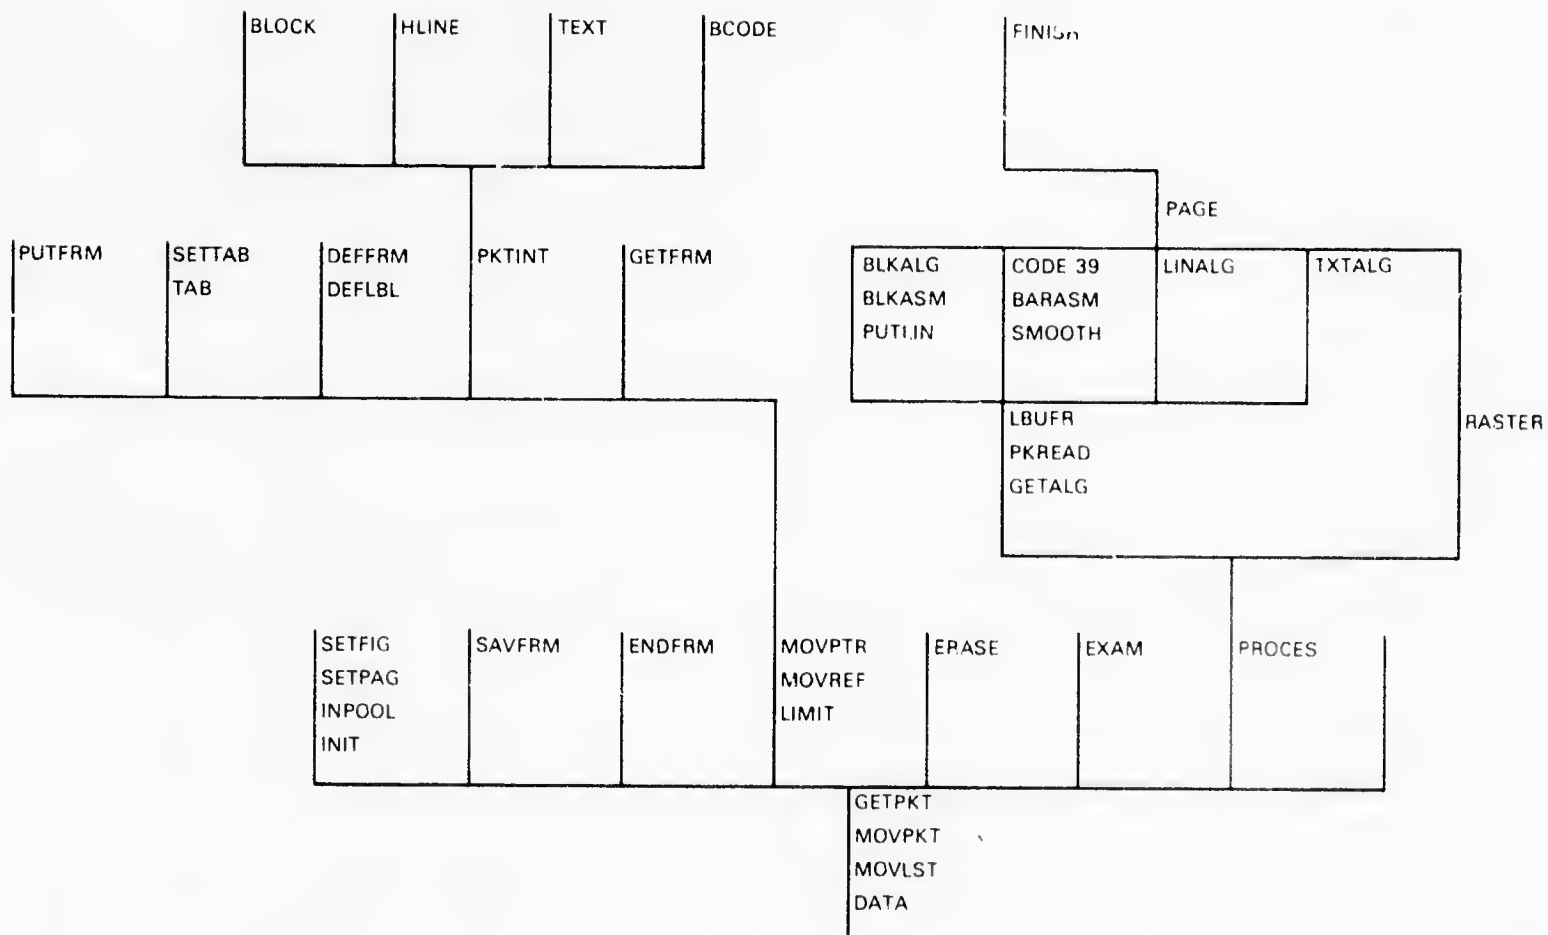 BLOCK
HLINE
TEXT
BCODE
FINISH
PAGE
PUTFRM
SETTAB
TAB
DEFFRM
DEFLBL
PKTINT
GETFRM
BLKALG
BLKASM
PUTLIN
CODE 39
BARASM
SMOOTH
LINALG
TXTALG
LBUFR
PKREAD
GETALG
RASTER
SETFIG
SETPAG
INPOOL
INIT
SAVFRM
ENDFRM
MOVPTR
MOVREF
LIMIT
ERASE
EXAM
PROCES
GETPKT
MOVPKT
MOVLST
DATA